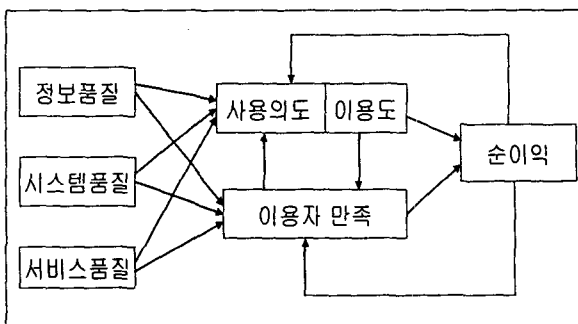 정보품질
시스템품질
서비스품질
사용의도
이용도
이용자 만족
순이익